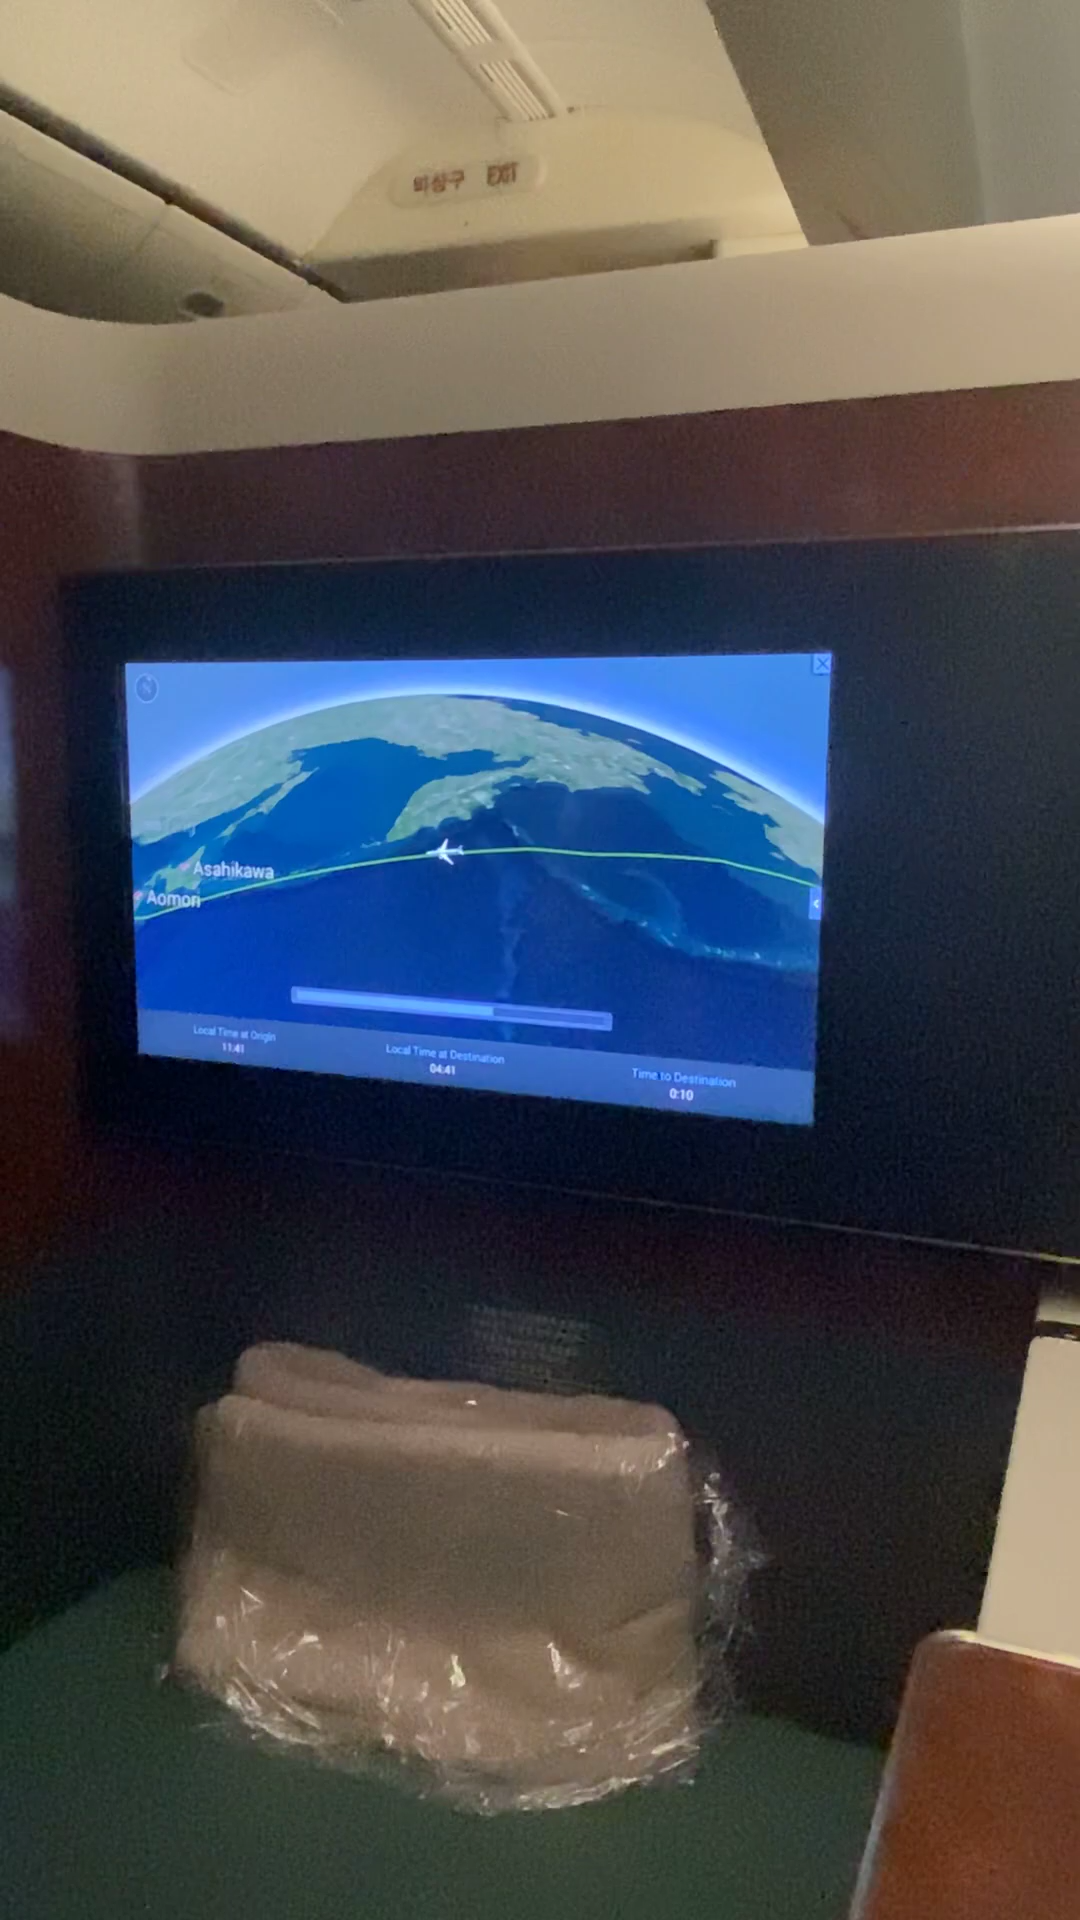 비상구 EXIT
N
Asahikawa
Aomori
Local Time at Origin
11:41
Local Time at Destination
04:41
Time to Destination
0:10